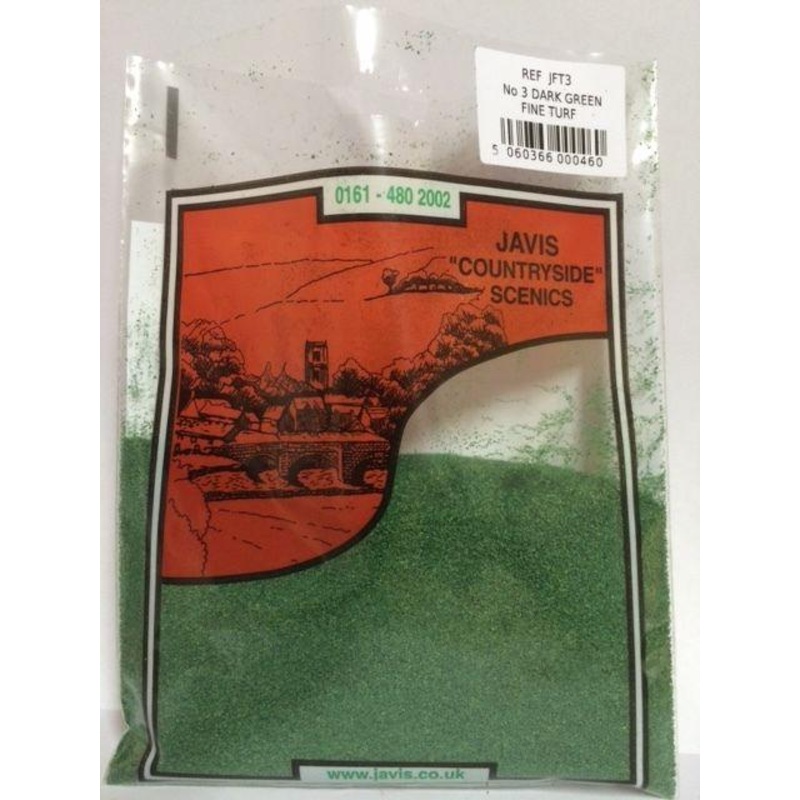 REF JFT3
No 3 DARK GREEN
FINE TURF
5 060366 000460
0161 - 480 2002
JAVIS
"COUNTRYSIDE"
SCENICS
www.javis.co.uk